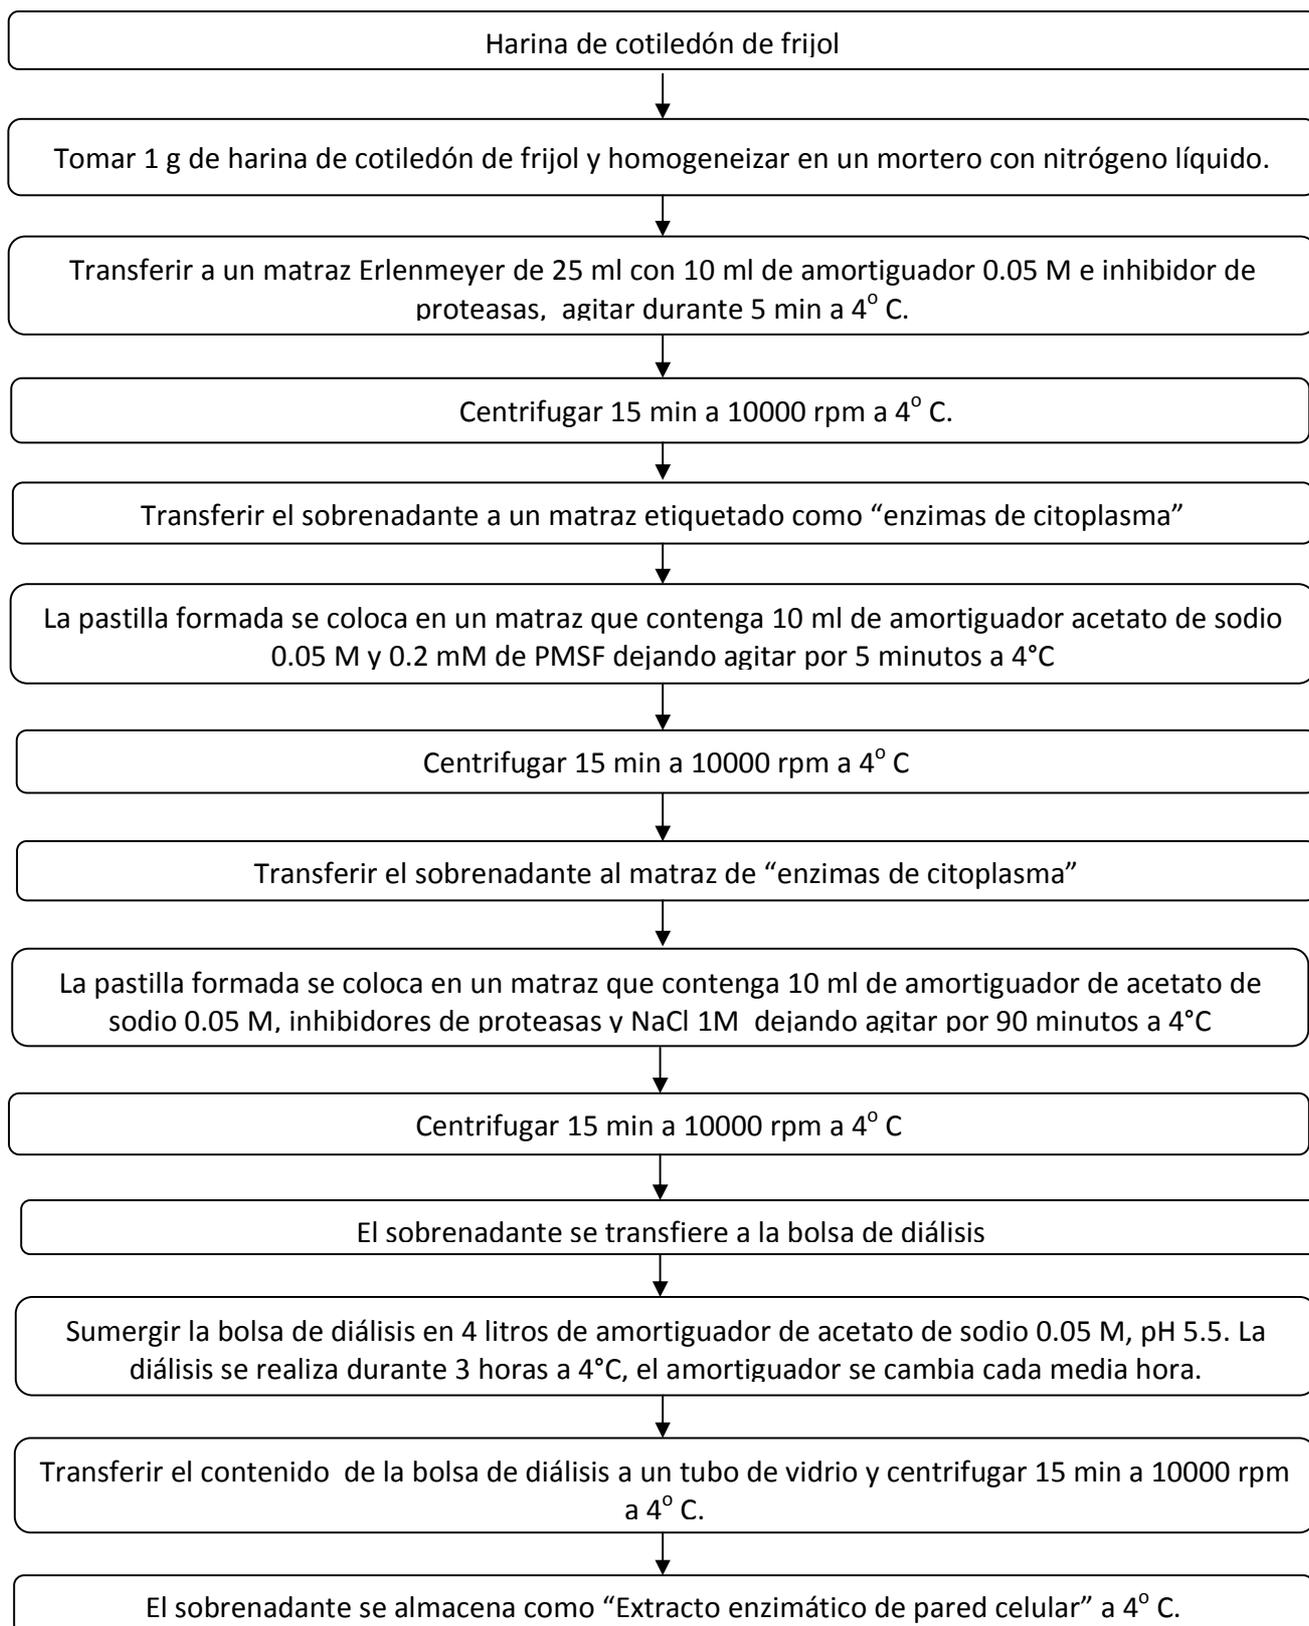 Harina de cotiledón de frijol
Tomar 1 g de harina de cotiledón de frijol y homogeneizar en un mortero con nitrógeno líquido.
Transferir a un matraz Erlenmeyer de 25 ml con 10 ml de amortiguador 0.05 M e inhibidor de
proteasas, agitar durante 5 min a 4° C.
Centrifugar 15 min a 10000 rpm a 4° C.
Transferir el sobrenadante a un matraz etiquetado como “enzimas de citoplasma”
La pastilla formada se coloca en un matraz que contenga 10 ml de amortiguador acetato de sodio
0.05 M y 0.2 mM de PMSF dejando agitar por 5 minutos a 4°C
Centrifugar 15 min a 10000 rpm a 4° C
Transferir el sobrenadante al matraz de “enzimas de citoplasma”
La pastilla formada se coloca en un matraz que contenga 10 ml de amortiguador de acetato de
sodio 0.05 M, inhibidores de proteasas y NaCl 1M dejando agitar por 90 minutos a 4°C
Centrifugar 15 min a 10000 rpm a 4° C
El sobrenadante se transfiere a la bolsa de diálisis
Sumergir la bolsa de diálisis en 4 litros de amortiguador de acetato de sodio 0.05 M, pH 5.5. La
diálisis se realiza durante 3 horas a 4°C, el amortiguador se cambia cada media hora.
Transferir el contenido de la bolsa de diálisis a un tubo de vidrio y centrifugar 15 min a 10000 rpm
a 4° C.
El sobrenadante se almacena como “Extracto enzimático de pared celular” a 4° C.